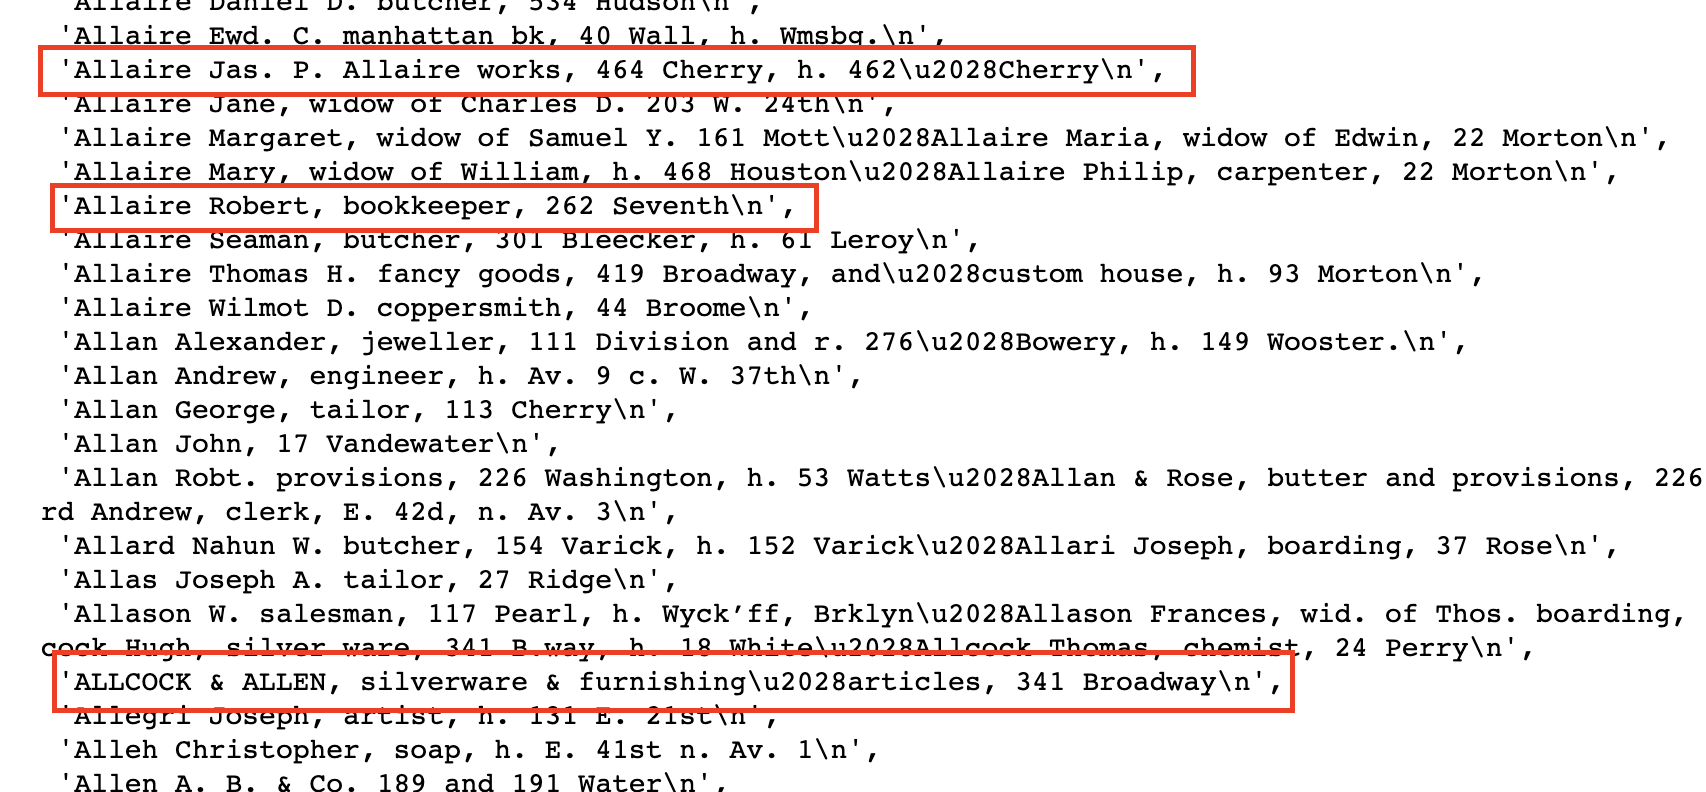 'Allaire Daniel D. butcher, 534 Hudson\n',
'Allaire Ewd. C. manhattan bk, 40 Wall, h. Wmsbg.\n',
'Allaire Jas. P. Allaire works, 464 Cherry, h. 462\u2028Cherry\n',
'Allaire Jane, widow of Charles D. 203 W. 24th\n',
'Allaire Margaret, widow of Samuel Y. 161 Mott\u2028Allaire Maria, widow of Edwin, 22 Morton\n',
'Allaire Mary, widow of William, h. 468 Houston\u2028Allaire Philip, carpenter, 22 Morton\n',
'Allaire Robert, bookkeeper, 262 Seventh\n',
'Allaire Seaman, butcher, 301 Bleecker, h. 61 Leroy\n',
'Allaire Thomas H. fancy goods, 419 Broadway, and\u2028custom house, h. 93 Morton\n',
'Allaire Wilmot D. coppersmith, 44 Broome\n',
'Allan Alexander, jeweller, 111 Division and r. 276\u2028Bowery, h. 149 Wooster.\n',
'Allan Andrew, engineer, h. Av. 9 c. W. 37th\n',
'Allan George, tailor, 113 Cherry\n',
'Allan John, 17 Vandewater\n',
'Allan Robt. provisions, 226 Washington, h. 53 Watts\u2028Allan & Rose, butter and provisions, 226
rd Andrew, clerk, E. 42d, n. Av. 3\n',
'Allard Nahun W. butcher, 154 Varick, h. 152 Varick\u2028Allari Joseph, boarding, 37 Rose\n',
'Allas Joseph A. tailor, 27 Ridge\n',
'Allason W. salesman, 117 Pearl, h. Wyck’ff, Brklyn\u2028Allason Frances, wid. of Thos. boarding,
cock Hugh, silver ware, 341 B.way, h. 18 White\u2028Allcock Thomas, chemist, 24 Perry\n',
'ALLCOCK & ALLEN, silverware & furnishing\u2028articles, 341 Broadway\n',
'Allegri Joseph, artist, h. 131 E. 21st\n',
'Alleh Christopher, soap, h. E. 41st n. Av. 1\n',
'Allen A. B. & Co. 189 and 191 Water\n',